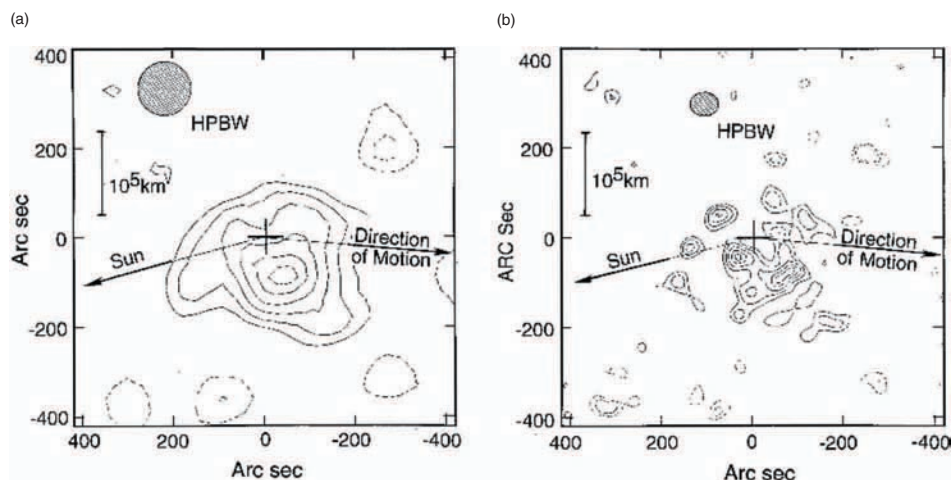 (a)
400
200
0
-200
-400
Arc sec
HPBW
10⁵km
Sun
Direction
of Motion
400 200 0 -200 -400
Arc sec
(b)
400
200
0
-200
-400
ARC Sec
HPBW
10⁵km
Sun
Direction
of Motion
400 200 0 -200 -400
Arc sec